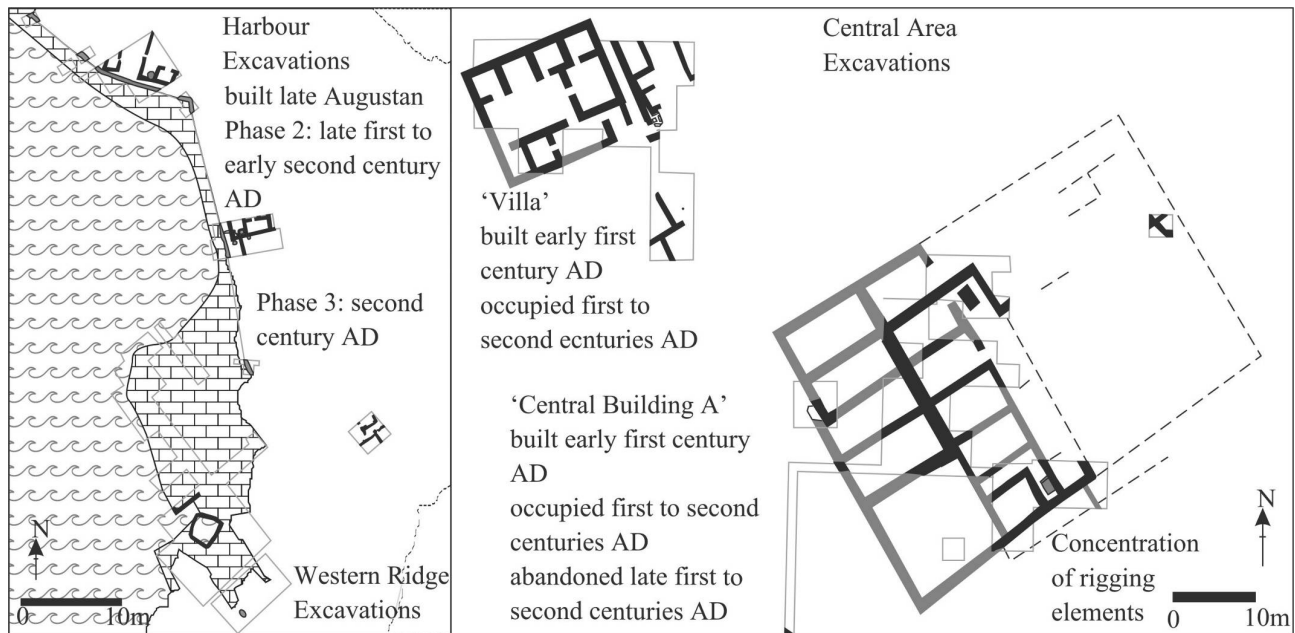 Harbour
Excavations
built late Augustan
Phase 2: late first to
early second century
AD
Phase 3: second
century AD
Western Ridge
Excavations
N
0 10m
Central Area
Excavations
‘Villa’
built early first
century AD
occupied first to
second ecnturies AD
‘Central Building A’
built early first century
AD
occupied first to second
centuries AD
abandoned late first to
second centuries AD
Concentration
of rigging
elements
N
0 10m